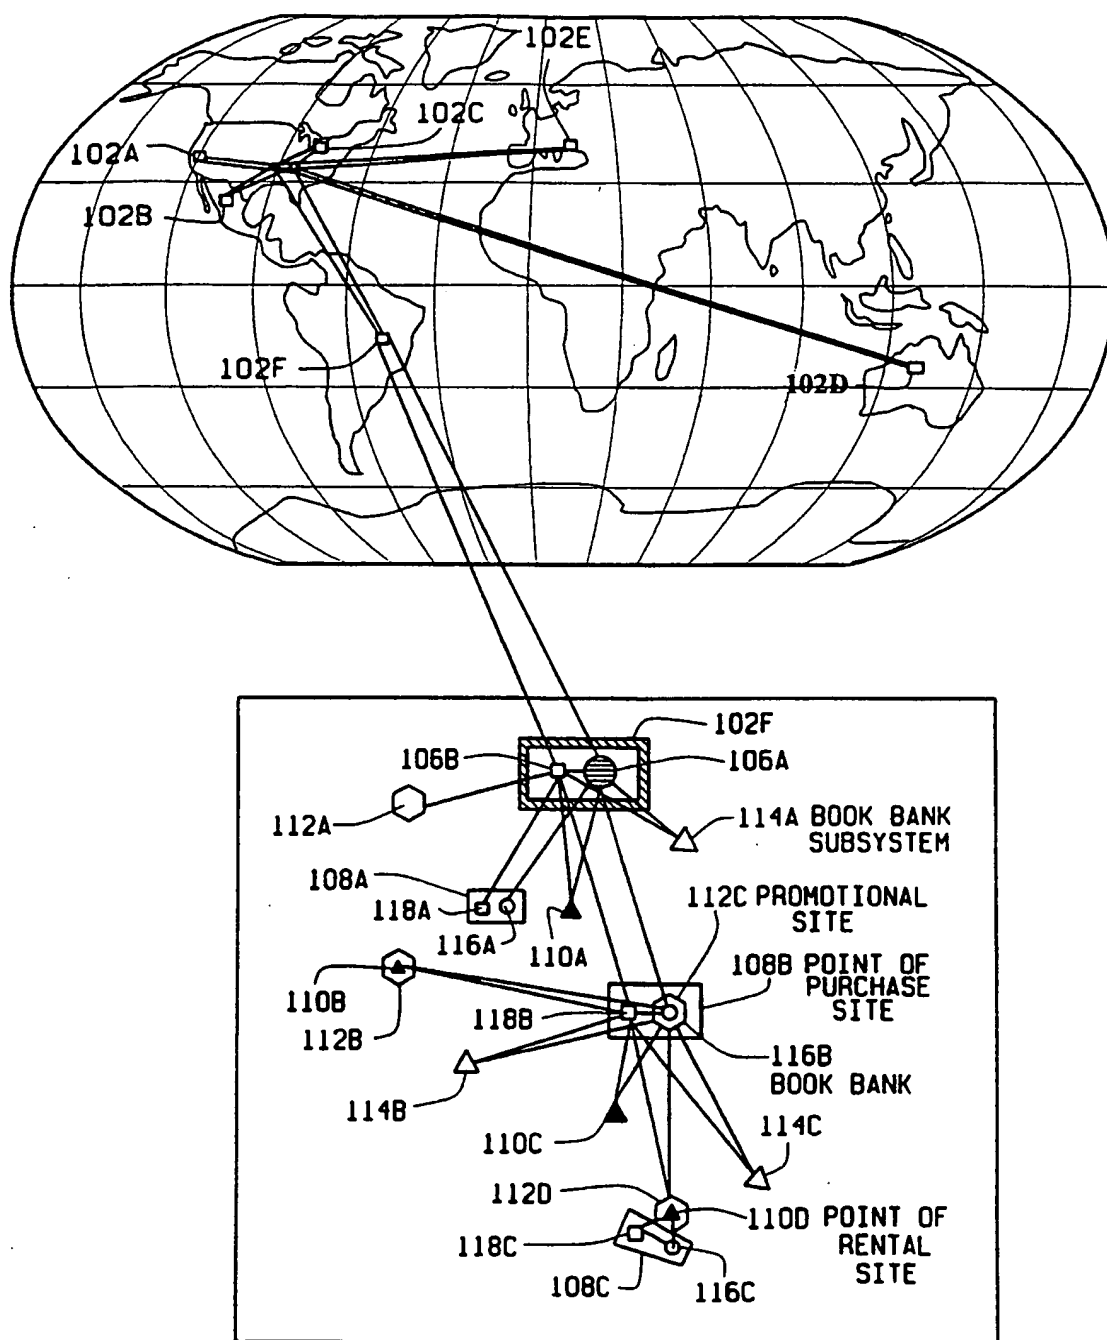 102E
102C
102A
102B
102F
102D
102F
106B
106A
112A
114A BOOK BANK
SUBSYSTEM
108A
112C PROMOTIONAL
SITE
118A
116A
110A
108B POINT OF
PURCHASE
SITE
110B
118B
112B
116B
BOOK BANK
114B
110C
114C
112D
110D POINT OF
RENTAL
SITE
118C
108C
116C